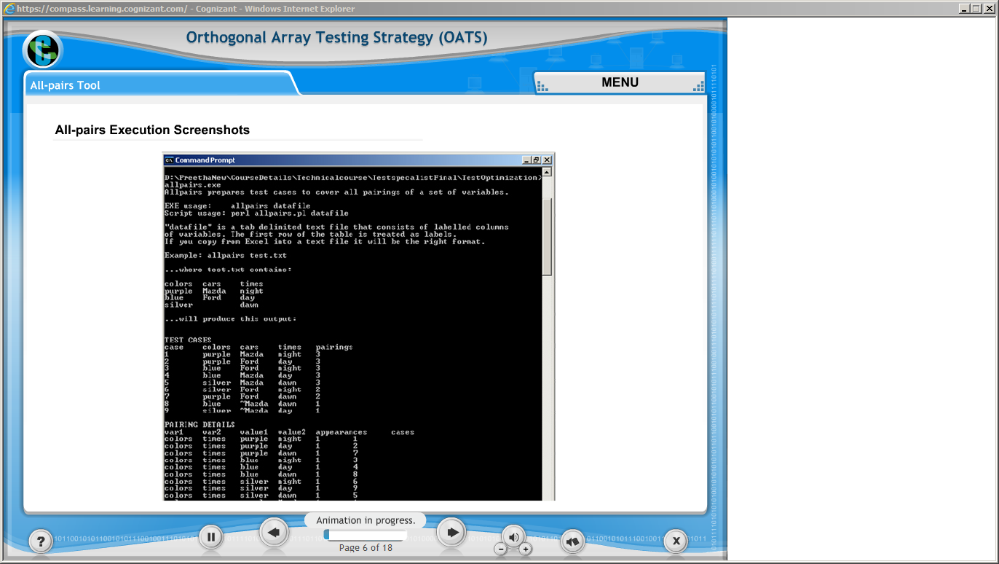 https://compass.learning.cognizant.com/ - Cognizant - Windows Internet Explorer
Orthogonal Array Testing Strategy (OATS)
All-pairs Tool
MENU
All-pairs Execution Screenshots
Command Prompt
D:\PreethaNew\CourseDetails\Technicalcourse\TestspecalistFinal\TestOptimization>
allpairs.exe
Allpairs prepares test cases to cover all pairings of a set of variables.
EXE usage: allpairs datafile
Script usage: perl allpairs.pl datafile
"datafile" is a tab delimited text file that consists of labelled columns
of variables. The first row of the table is treated as labels.
If you copy from Excel into a text file it will be the right format.
Example: allpairs test.txt
...where test.txt contains:
colors cars times
purple Mazda night
blue Ford day
silver dawn
...will produce this output:
TEST CASES
case colors cars times pairings
1 purple Mazda night 3
2 purple Ford day 3
3 blue Ford night 3
4 blue Mazda day 3
5 silver Mazda dawn 3
6 silver Ford night 2
7 purple Ford dawn 2
8 blue ~Mazda dawn 1
9 silver ~Mazda day 1
PAIRING DETAILS
var1 var2 value1 value2 appearances cases
colors times purple night 1 1
colors times purple day 1 2
colors times purple dawn 1 7
colors times blue night 1 3
colors times blue day 1 4
colors times blue dawn 1 8
colors times silver night 1 6
colors times silver day 1 9
colors times silver dawn 1 5
Animation in progress.
Page 6 of 18